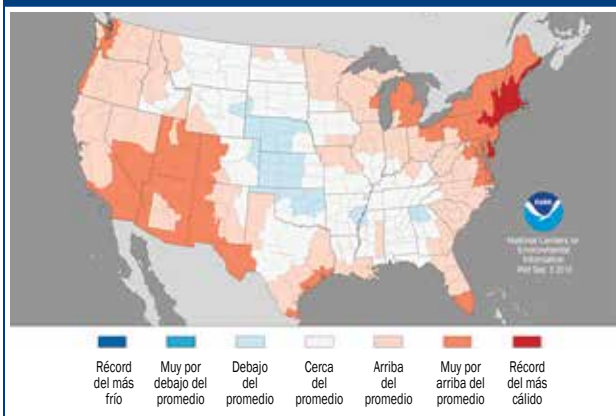 NOAA
National Centers for
Environmental
Information
Récord
del más
frío
Muy por
debajo del
promedio
Debajo
del
promedio
Cerca
del
promedio
Arriba
del
promedio
Muy por
arriba del
promedio
Récord
del más
cálido